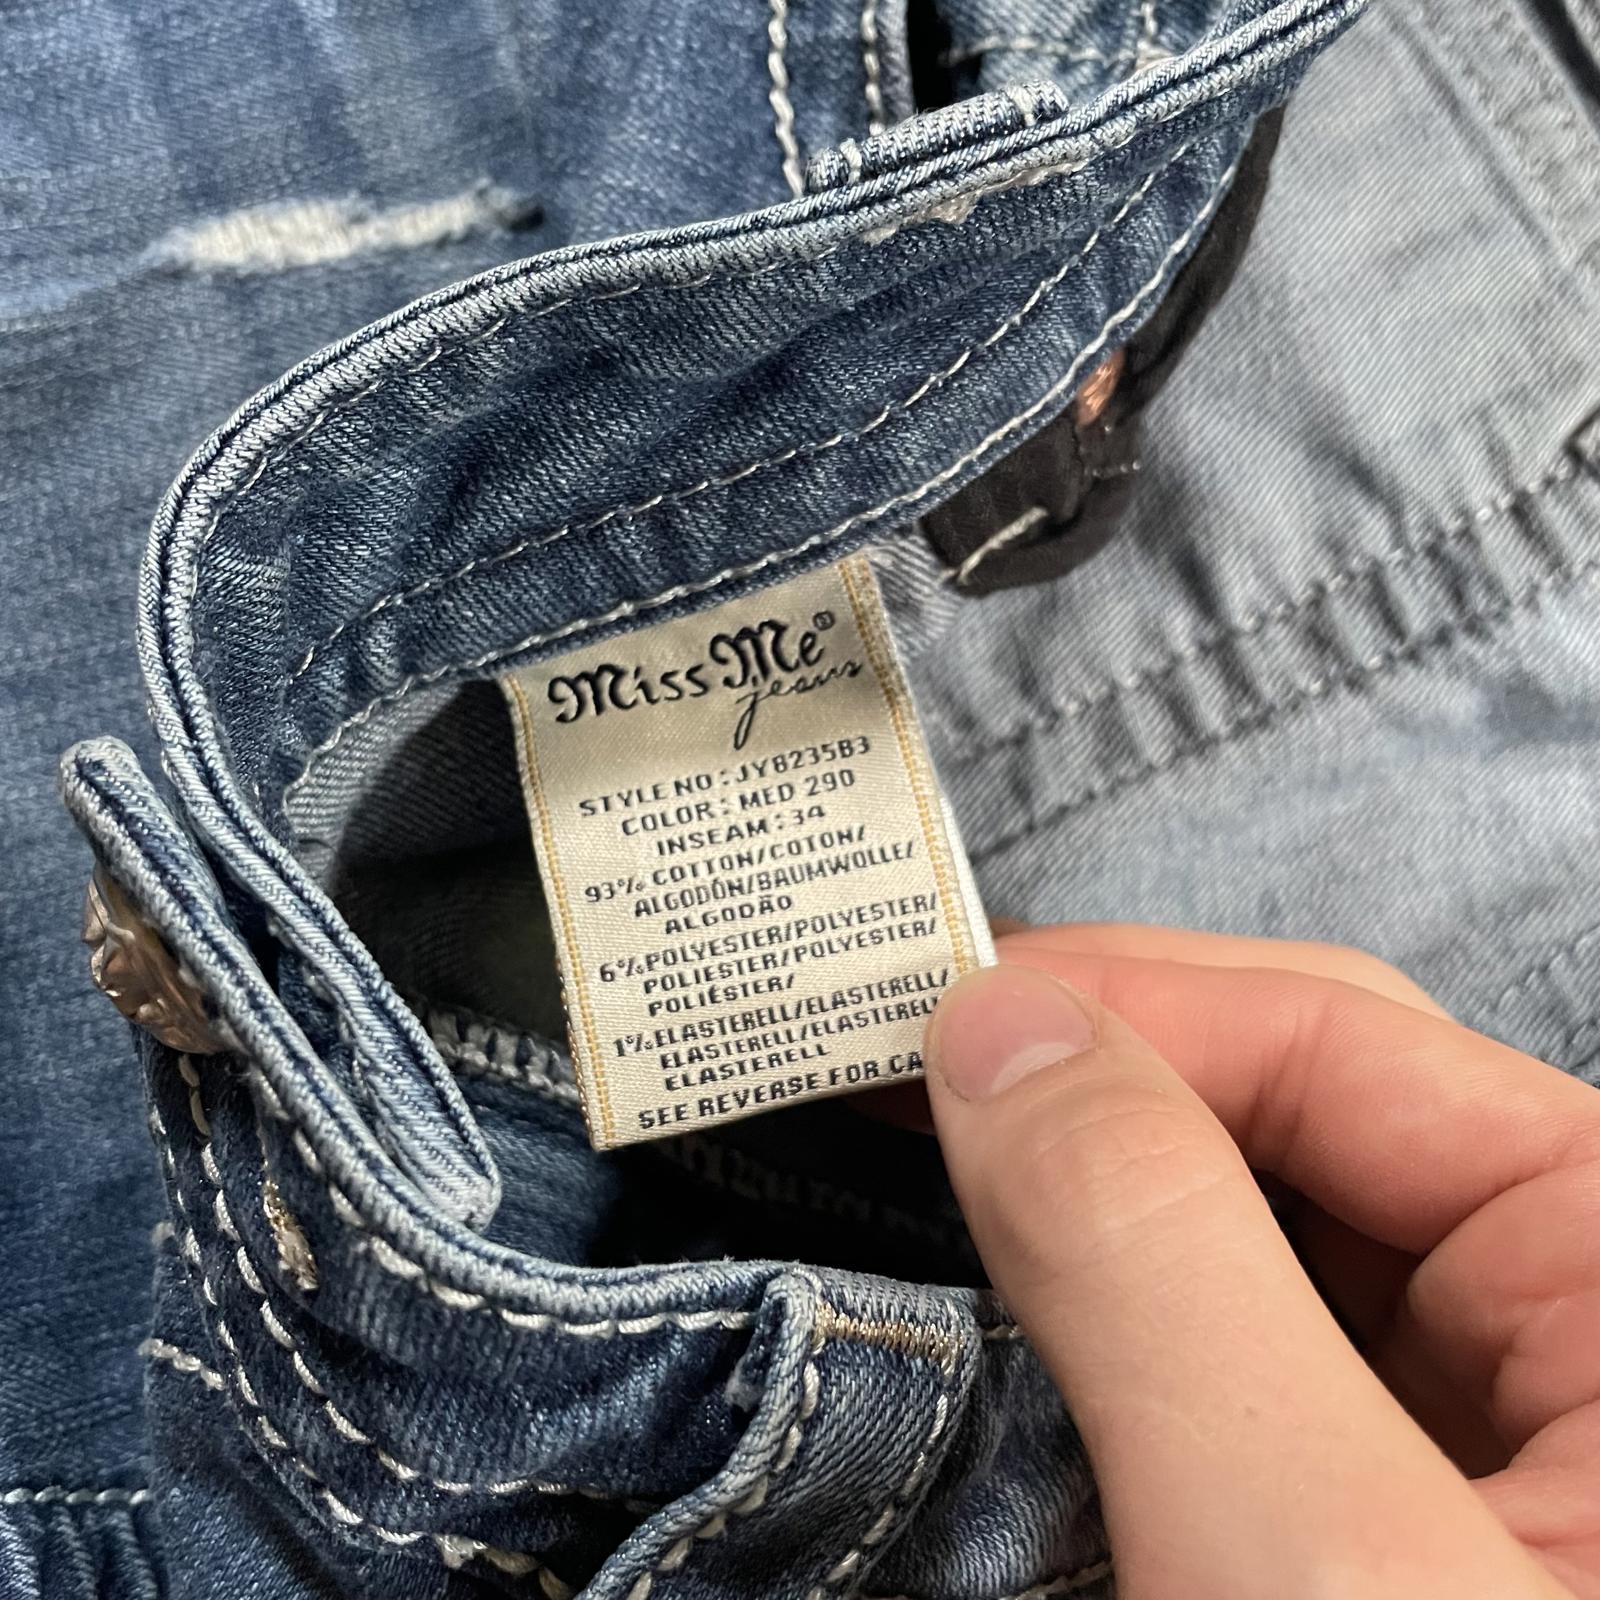 Miss Me®
jeans
STYLE NO : JY8235B3
COLOR : MED 290
INSEAM : 34
93% COTTON/COTON/
ALGODÓN/BAUMWOLLE/
ALGODÃO
6% POLYESTER/POLYESTER/
POLIESTER/POLYESTER/
POLIÉSTER/
1% ELASTERELL/ELASTERELL/
ELASTERELL/ELASTERELL
ELASTERELL
SEE REVERSE FOR CA